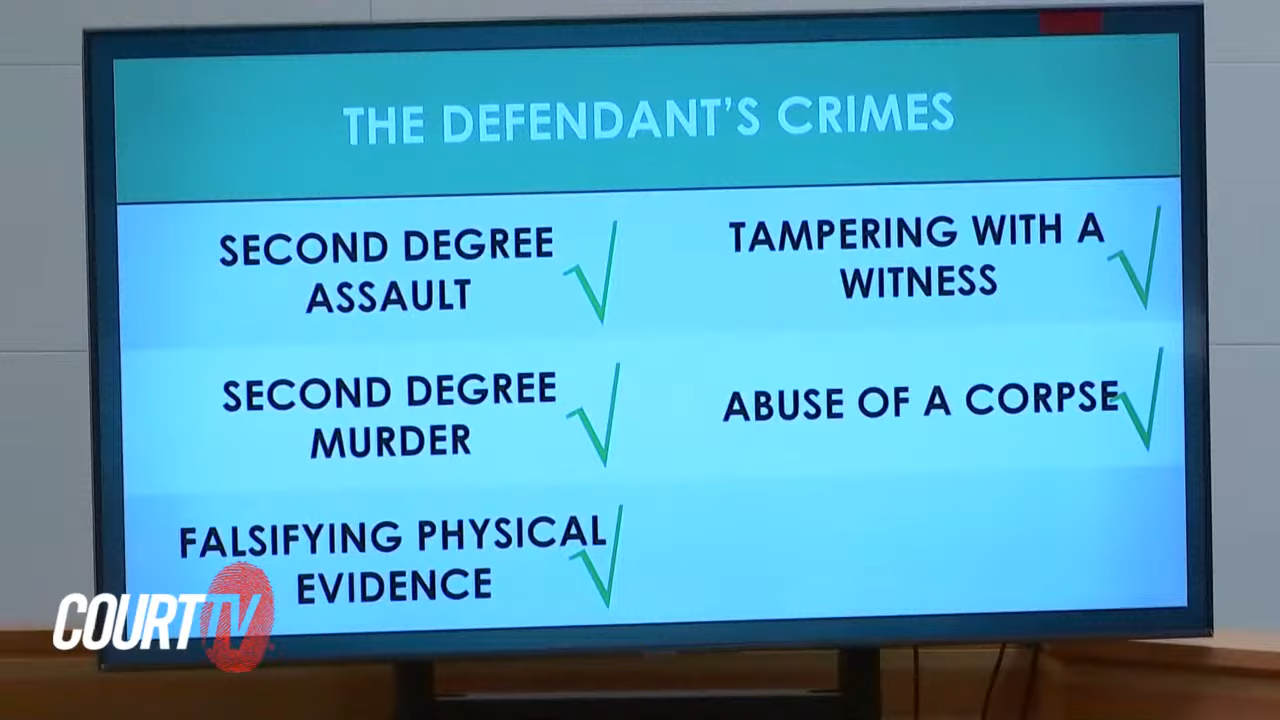 THE DEFENDANT'S CRIMES
SECOND DEGREE
ASSAULT
TAMPERING WITH A
WITNESS
SECOND DEGREE
MURDER
ABUSE OF A CORPSE
FALSIFYING PHYSICAL
EVIDENCE
COURT TV